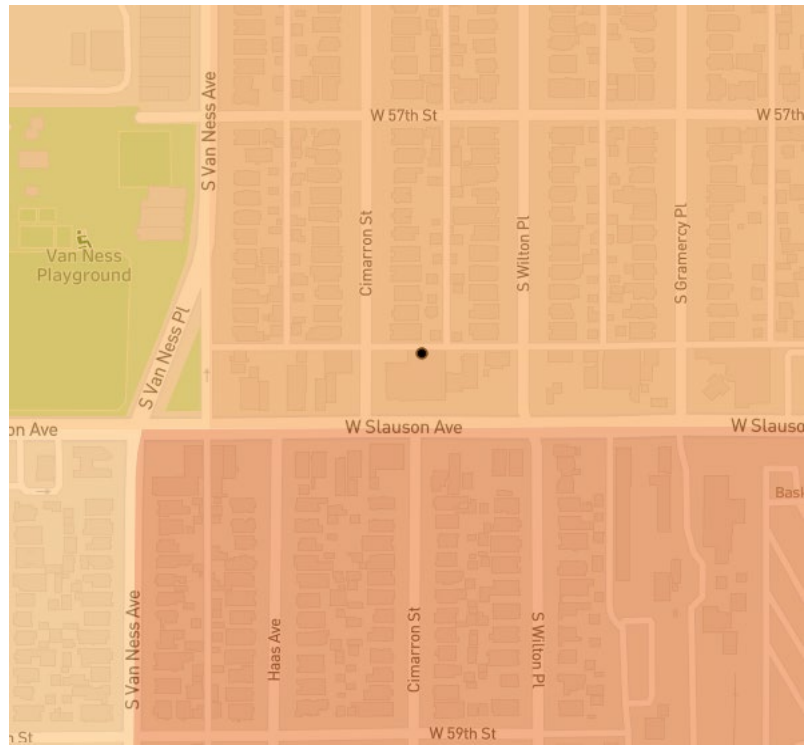 S Van Ness Ave
W 57th St
W 57th
Cimarron St
S Wilton Pl
S Gramercy Pl
Van Ness
Playground
S Van Ness Pl
on Ave
W Slauson Ave
W Slauso
Bask
S Van Ness Ave
Haas Ave
Cimarron St
S Wilton Pl
h St
W 59th St